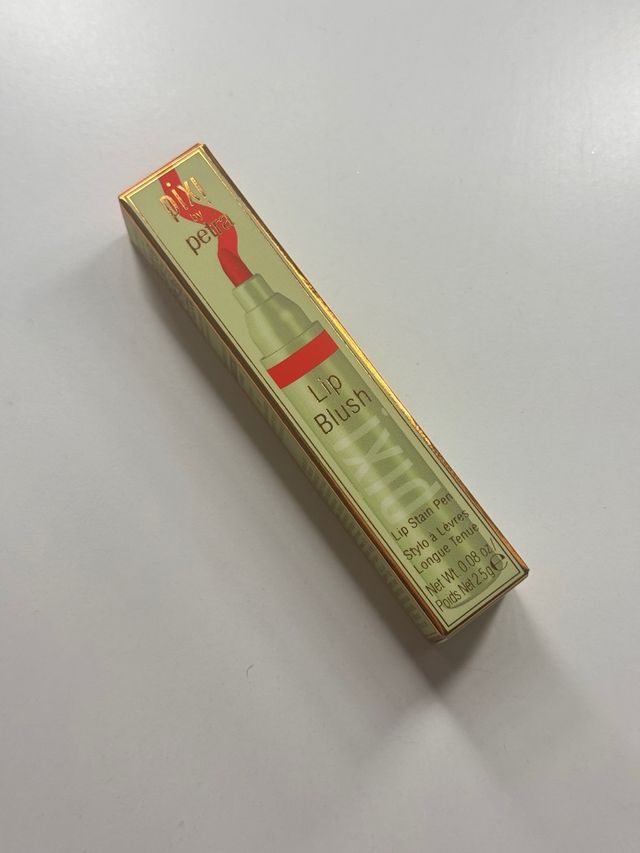 pixi
by
petra
Lip
Blush
pixi
Lip Stain Pen
Stylo à Lèvres
Longue Tenue
Net Wt. 0.08 oz.
Poids Net 2.5 g ℮